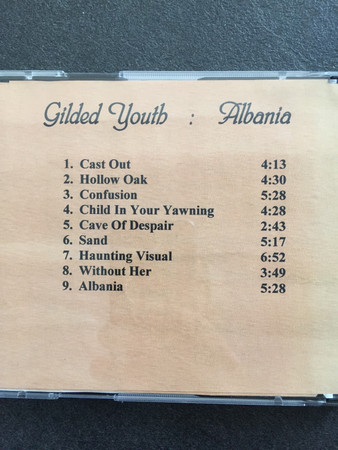 Gilded Youth : Albania
1. Cast Out 4:13
2. Hollow Oak 4:30
3. Confusion 5:28
4. Child In Your Yawning 4:28
5. Cave Of Despair 2:43
6. Sand 5:17
7. Haunting Visual 6:52
8. Without Her 3:49
9. Albania 5:28